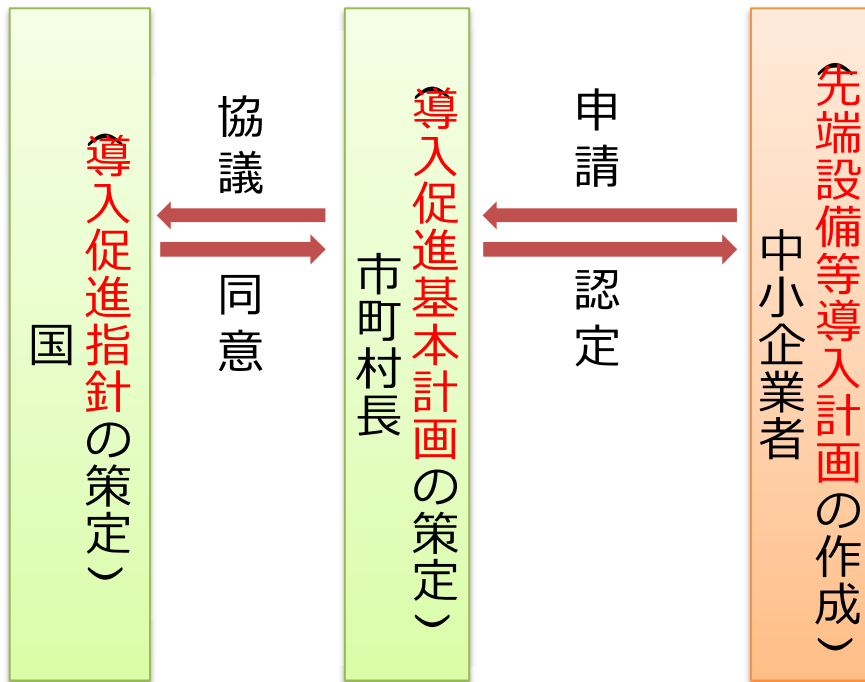 国
（導入促進指針の策定）
協議
同意
市町村長
（導入促進基本計画の策定）
申請
認定
中小企業者
（先端設備等導入計画の作成）